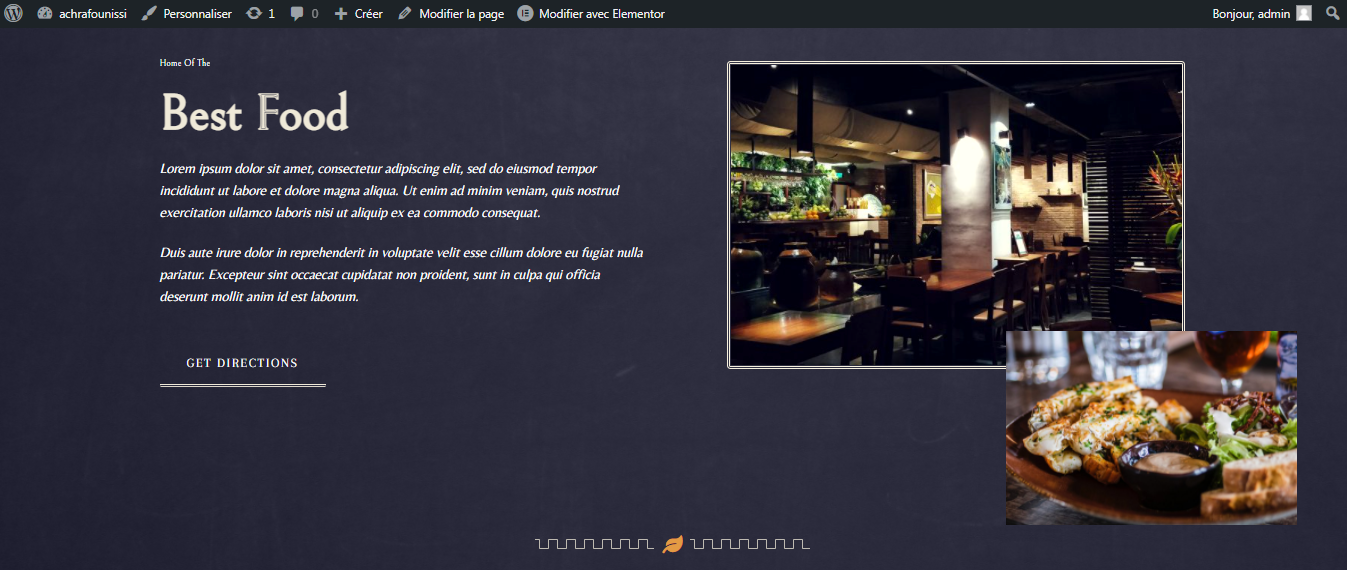 achrafounissi Personnaliser 1 0 Créer Modifier la page Modifier avec Elementor Bonjour, admin
Home Of The
Best Food
Lorem ipsum dolor sit amet, consectetur adipiscing elit, sed do eiusmod tempor
incididunt ut labore et dolore magna aliqua. Ut enim ad minim veniam, quis nostrud
exercitation ullamco laboris nisi ut aliquip ex ea commodo consequat.
Duis aute irure dolor in reprehenderit in voluptate velit esse cillum dolore eu fugiat nulla
pariatur. Excepteur sint occaecat cupidatat non proident, sunt in culpa qui officia
deserunt mollit anim id est laborum.
GET DIRECTIONS